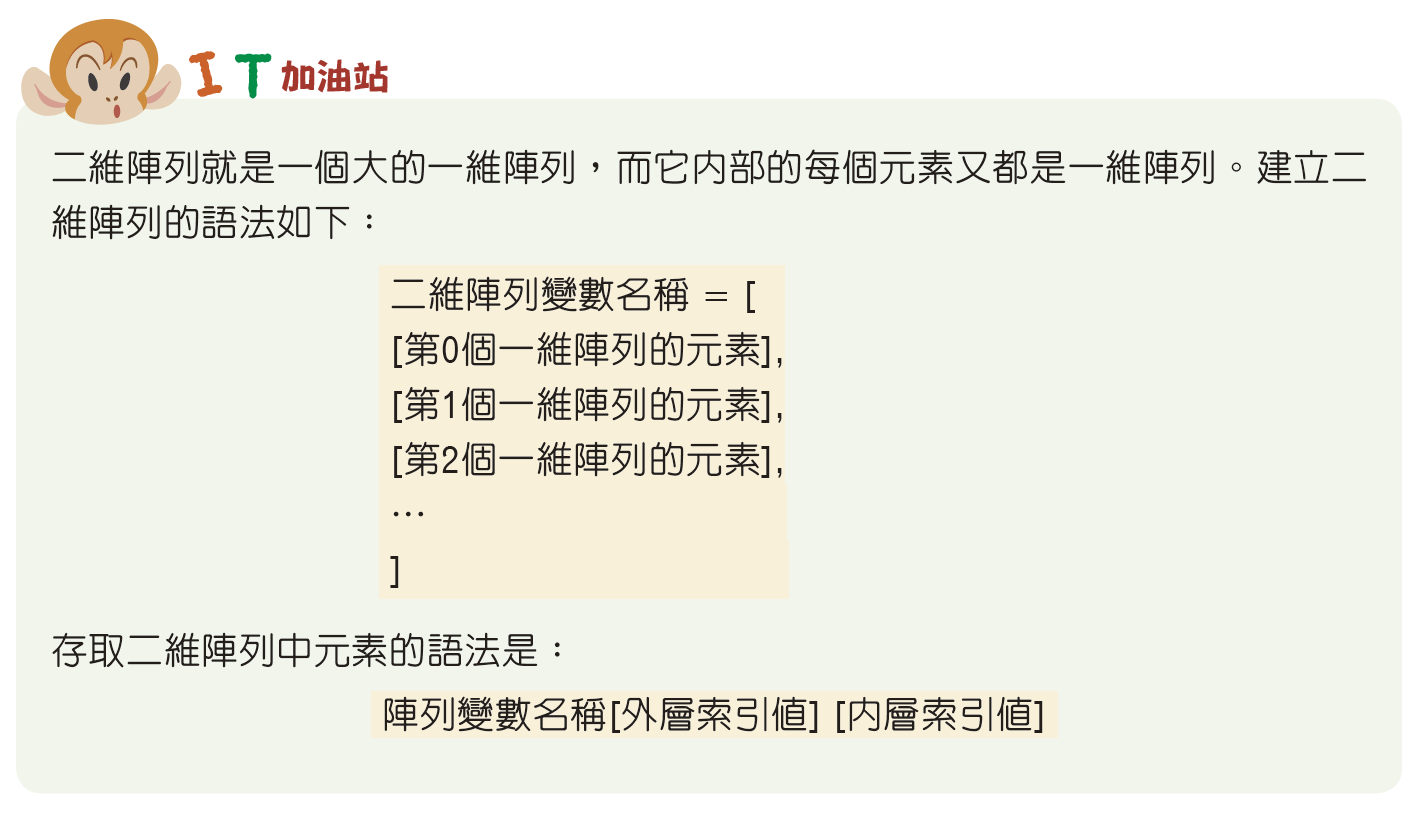 IT加油站
二維陣列就是一個大的一維陣列，而它内部的每個元素又都是一維陣列。建立二
維陣列的語法如下：
二維陣列變數名稱 = [
[第0個一維陣列的元素],
[第1個一維陣列的元素],
[第2個一維陣列的元素],
…
]
存取二維陣列中元素的語法是：
陣列變數名稱[外層索引值] [内層索引值]